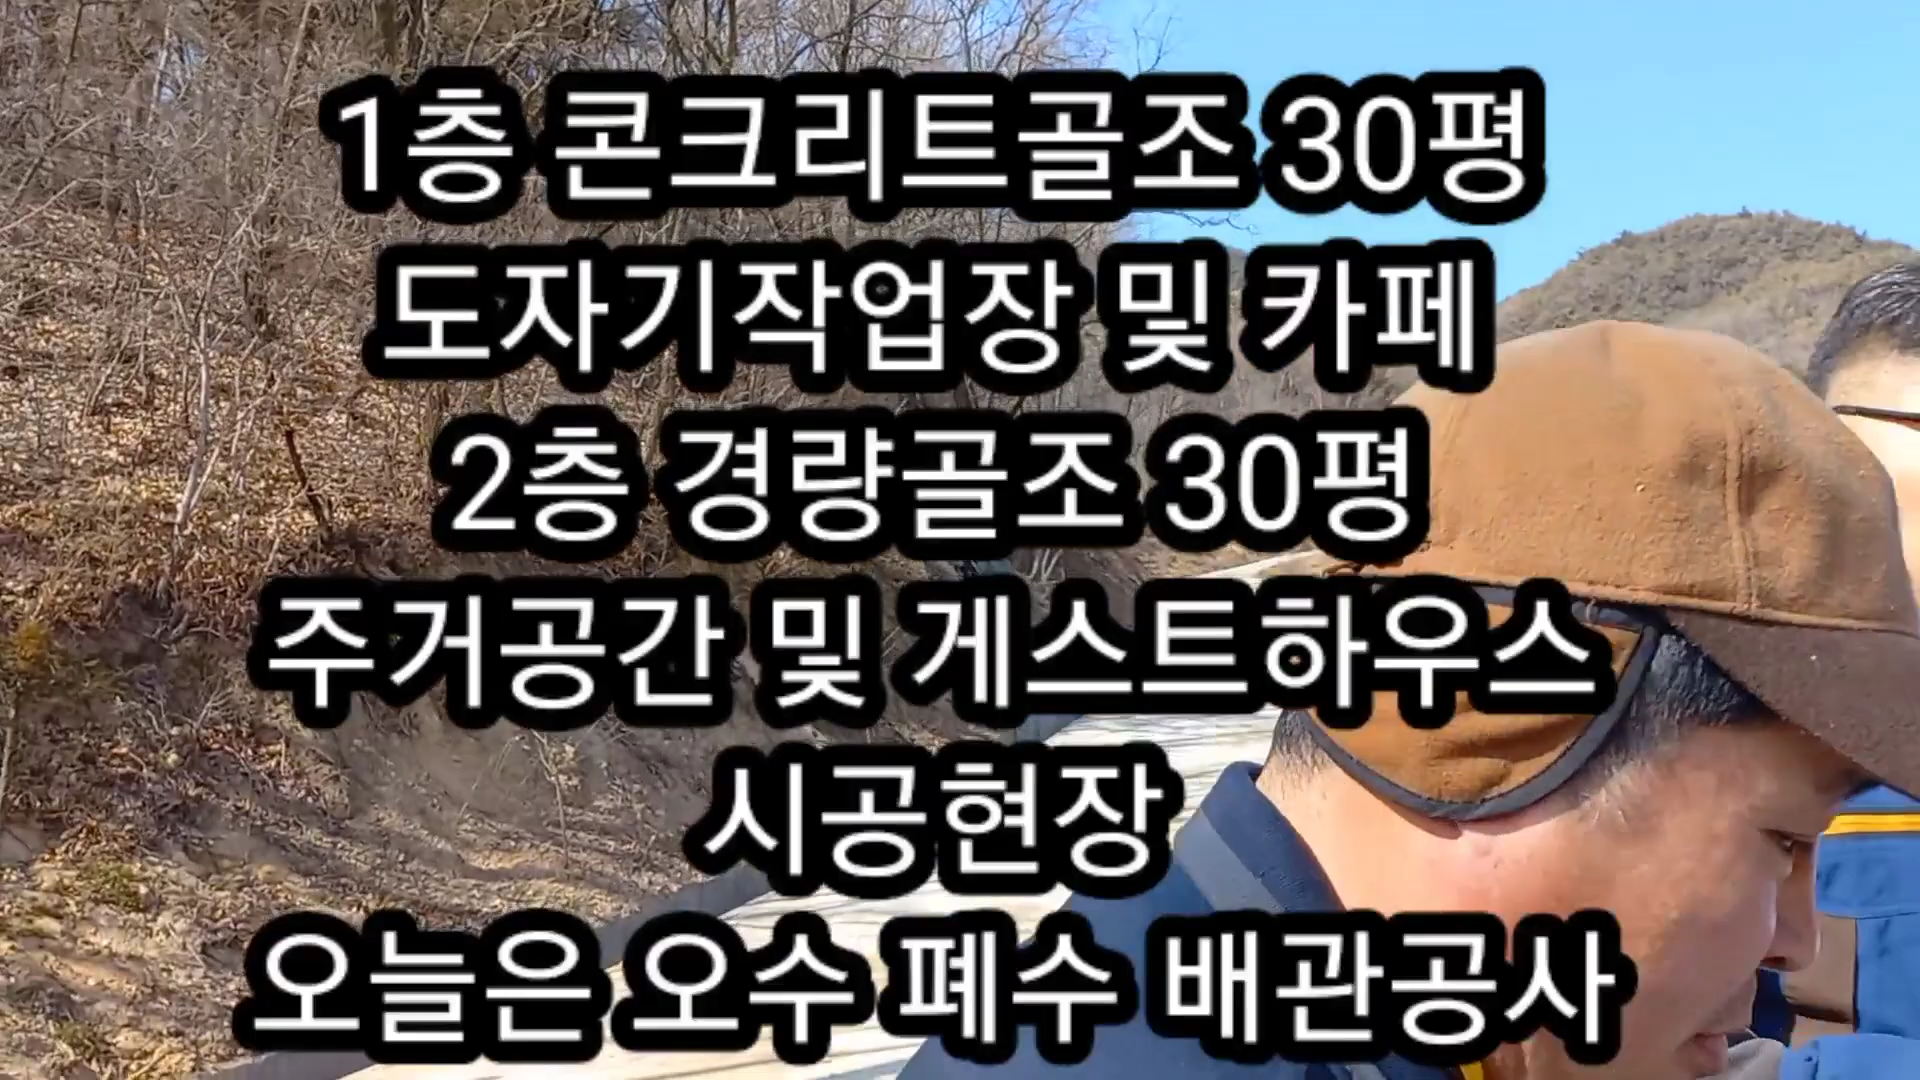 1층 콘크리트골조 30평
도자기작업장 및 카페
2층 경량골조 30평
주거공간 및 게스트하우스
시공현장
오늘은 오수 폐수 배관공사